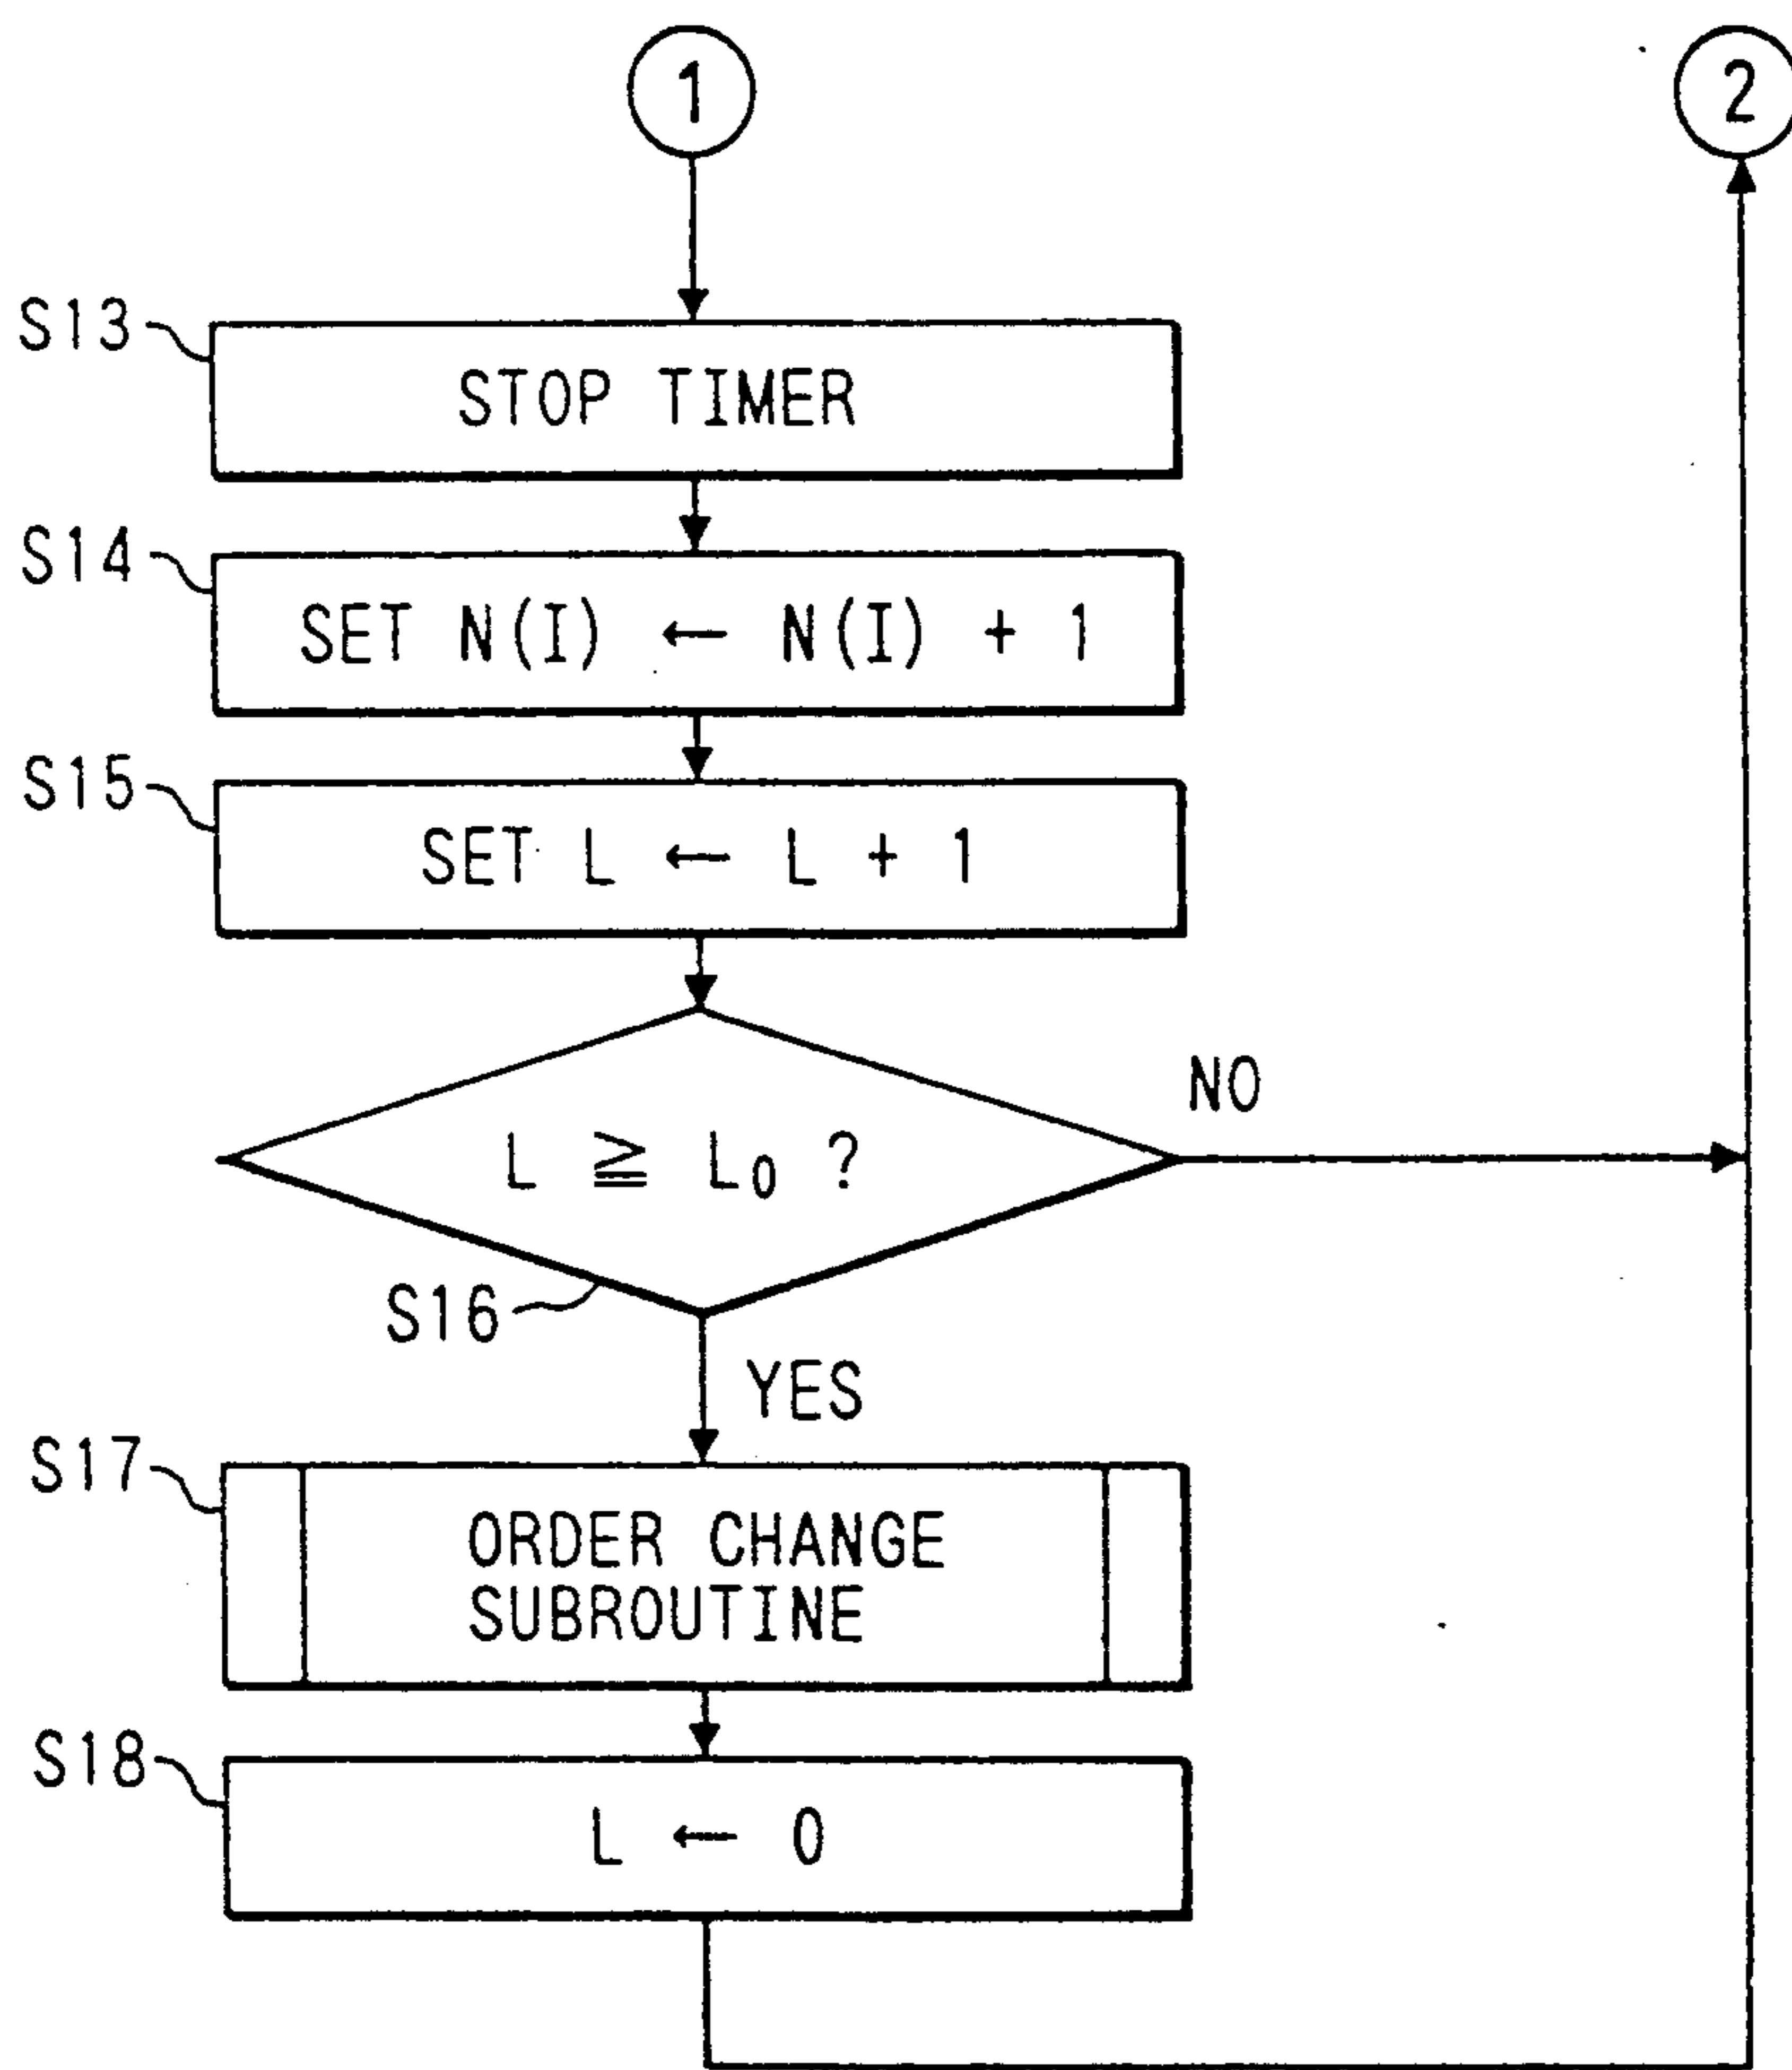 1
2
S13
STOP TIMER
S14
SET N(I) ← N(I) + 1
S15
SET L ← L + 1
NO
L ≧ L0 ?
S16
YES
S17
ORDER CHANGE
SUBROUTINE
S18
L ← 0